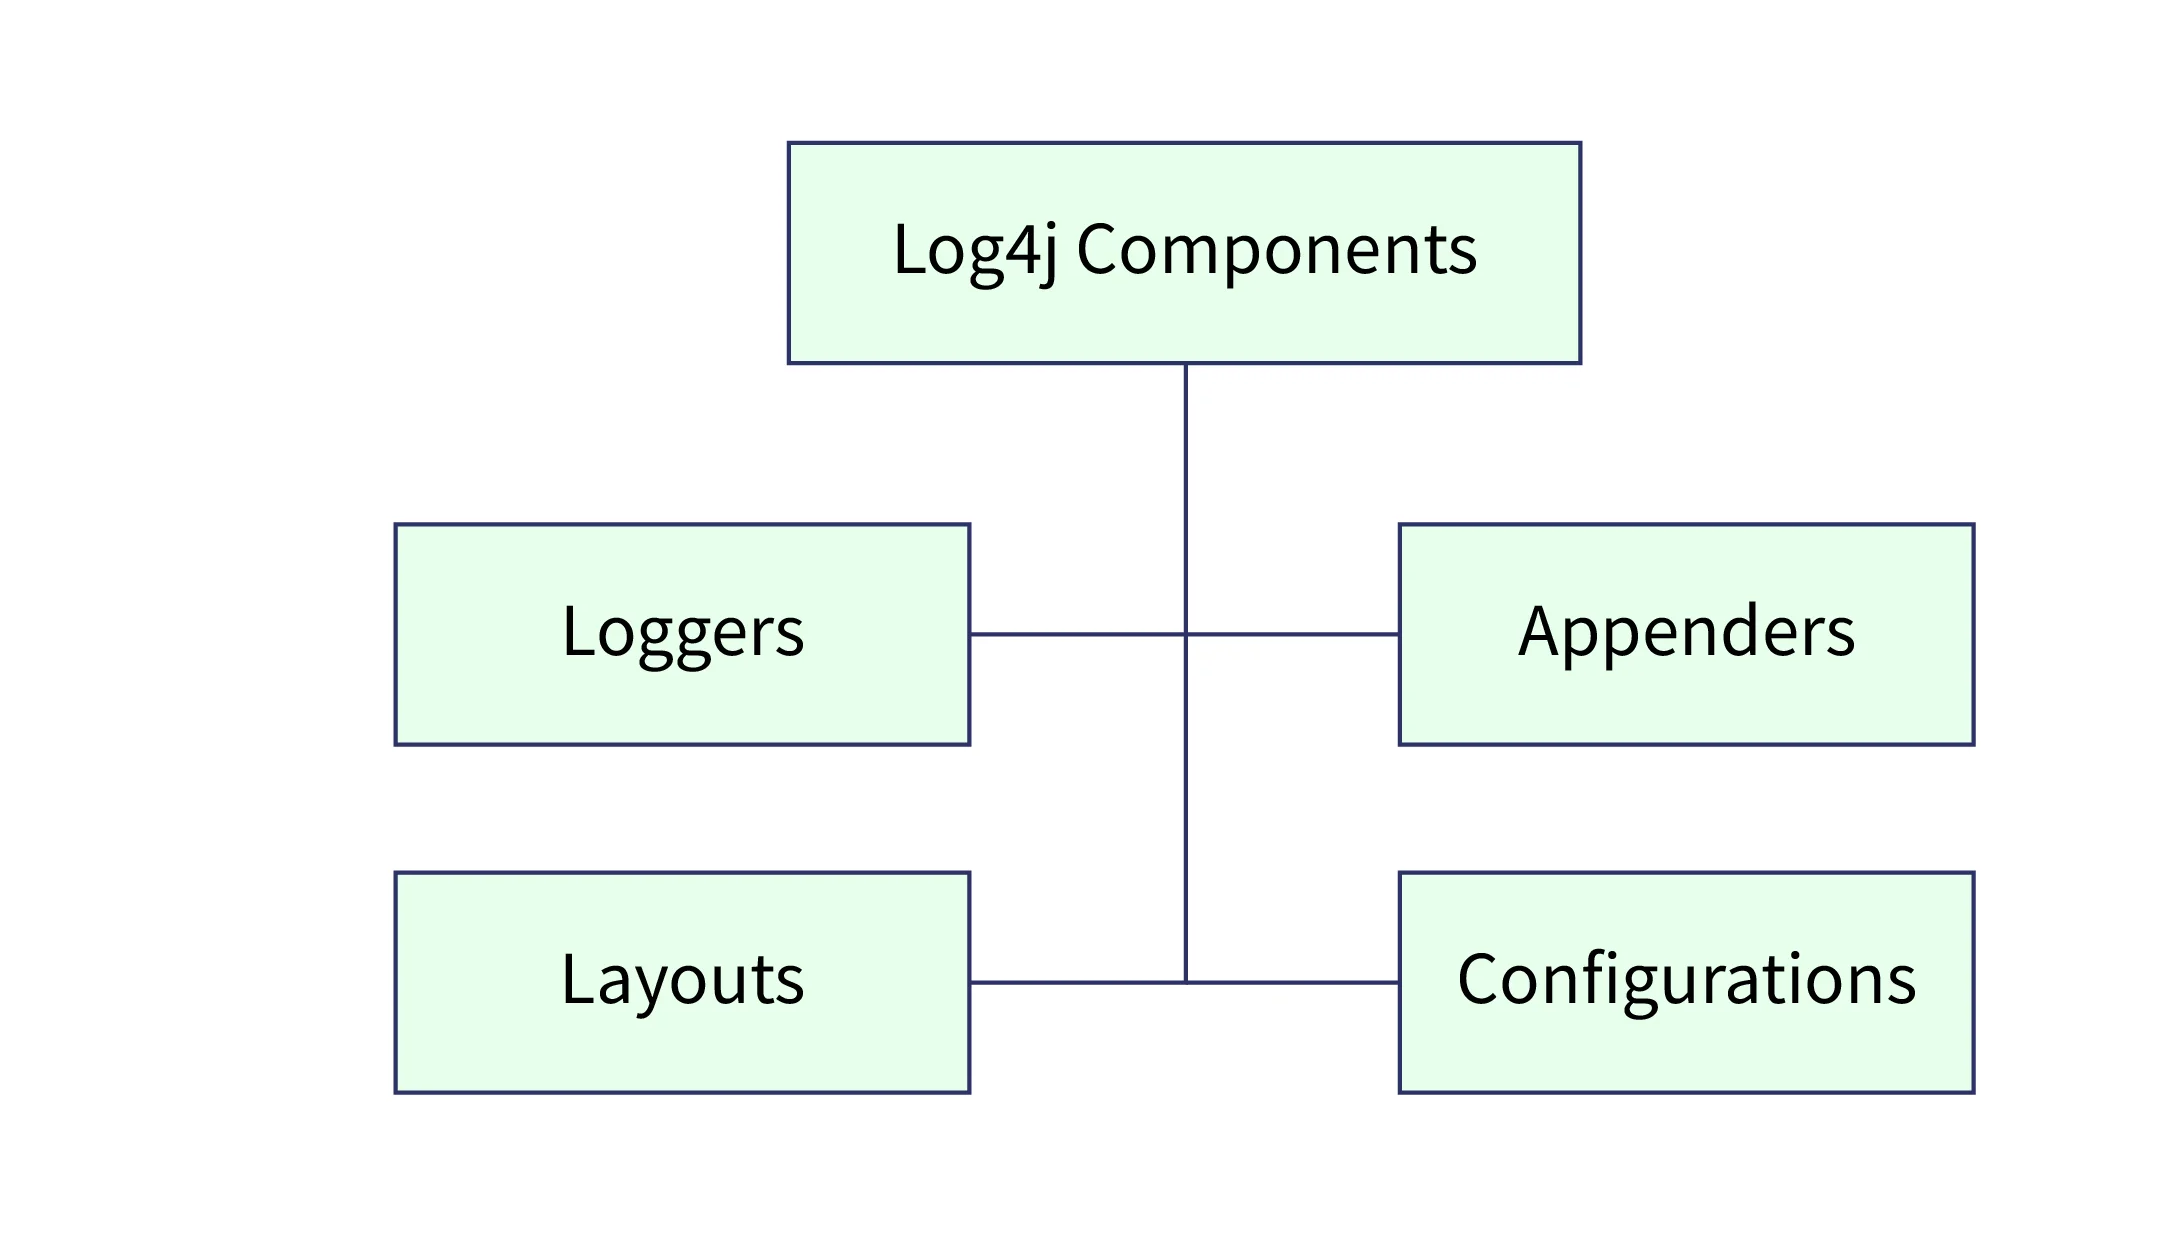 Log4j Components
Loggers
Appenders
Layouts
Configurations